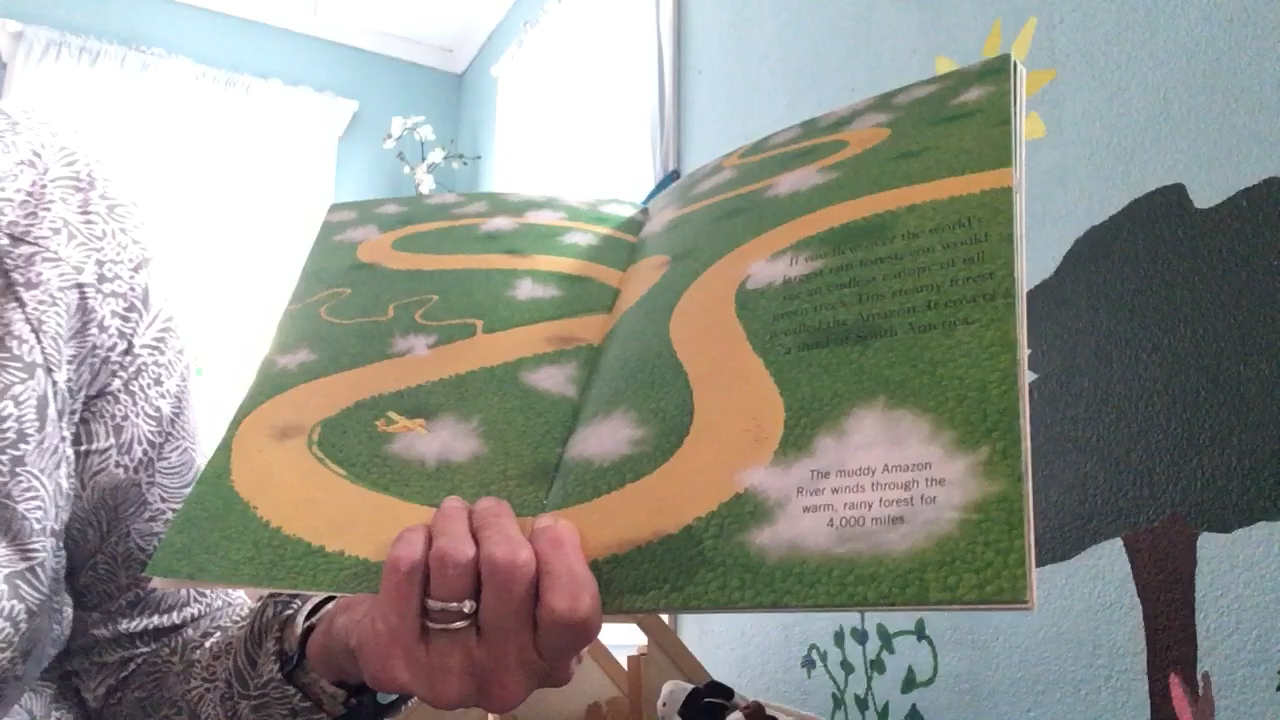 If you flew over the world's
largest rain forest, you would
see an endless canopy of tall
green trees. This steamy forest
is called the Amazon. It covers
a third of South America.
The muddy Amazon
River winds through the
warm, rainy forest for
4,000 miles.